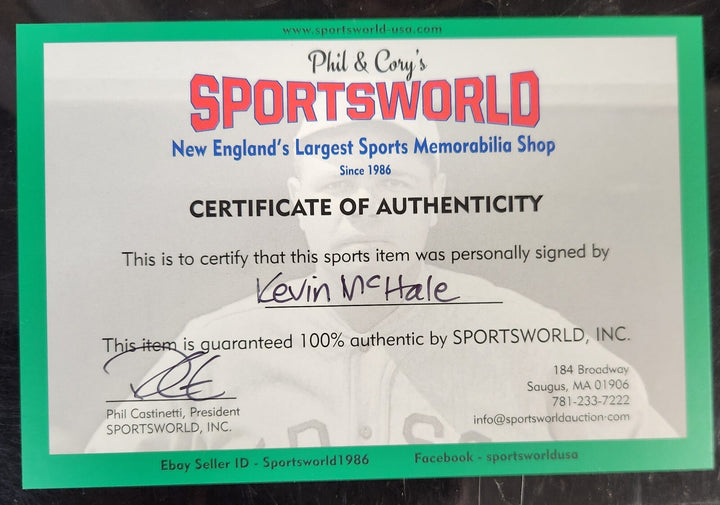 www.sportsworld-usa.com
Phil & Cory's
SPORTSWORLD
New England's Largest Sports Memorabilia Shop
Since 1986
CERTIFICATE OF AUTHENTICITY
This is to certify that this sports item was personally signed by
Kevin McHale
This item is guaranteed 100% authentic by SPORTSWORLD, INC.
Phil Castinetti, President
SPORTSWORLD, INC.
184 Broadway
Saugus, MA 01906
781-233-7222
info@sportsworldauction.com
Ebay Seller ID - Sportsworld1986
Facebook - sportsworldusa